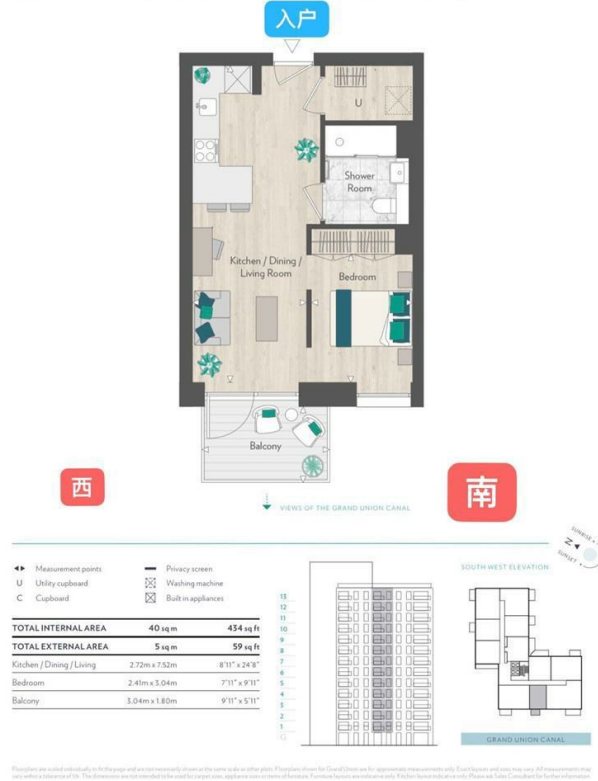 入户
U
Shower
Room
Kitchen / Dining /
Living Room
Bedroom
Balcony
西
南
VIEWS OF THE GRAND UNION CANAL
SUNRISE
N
SUNSET
Measurement points
Privacy screen
U Utility cupboard
Washing machine
C Cupboard
Built in appliances
SOUTH WEST ELEVATION
TOTAL INTERNAL AREA 40 sq m 434 sq ft
TOTAL EXTERNAL AREA 5 sq m 59 sq ft
Kitchen / Dining / Living 2.72m x 7.52m 8'11" x 24'8"
Bedroom 2.41m x 3.04m 7'11" x 9'11"
Balcony 3.04m x 1.80m 9'11" x 5'11"
13
12
11
10
9
8
7
6
5
4
3
2
1
G
GRAND UNION CANAL